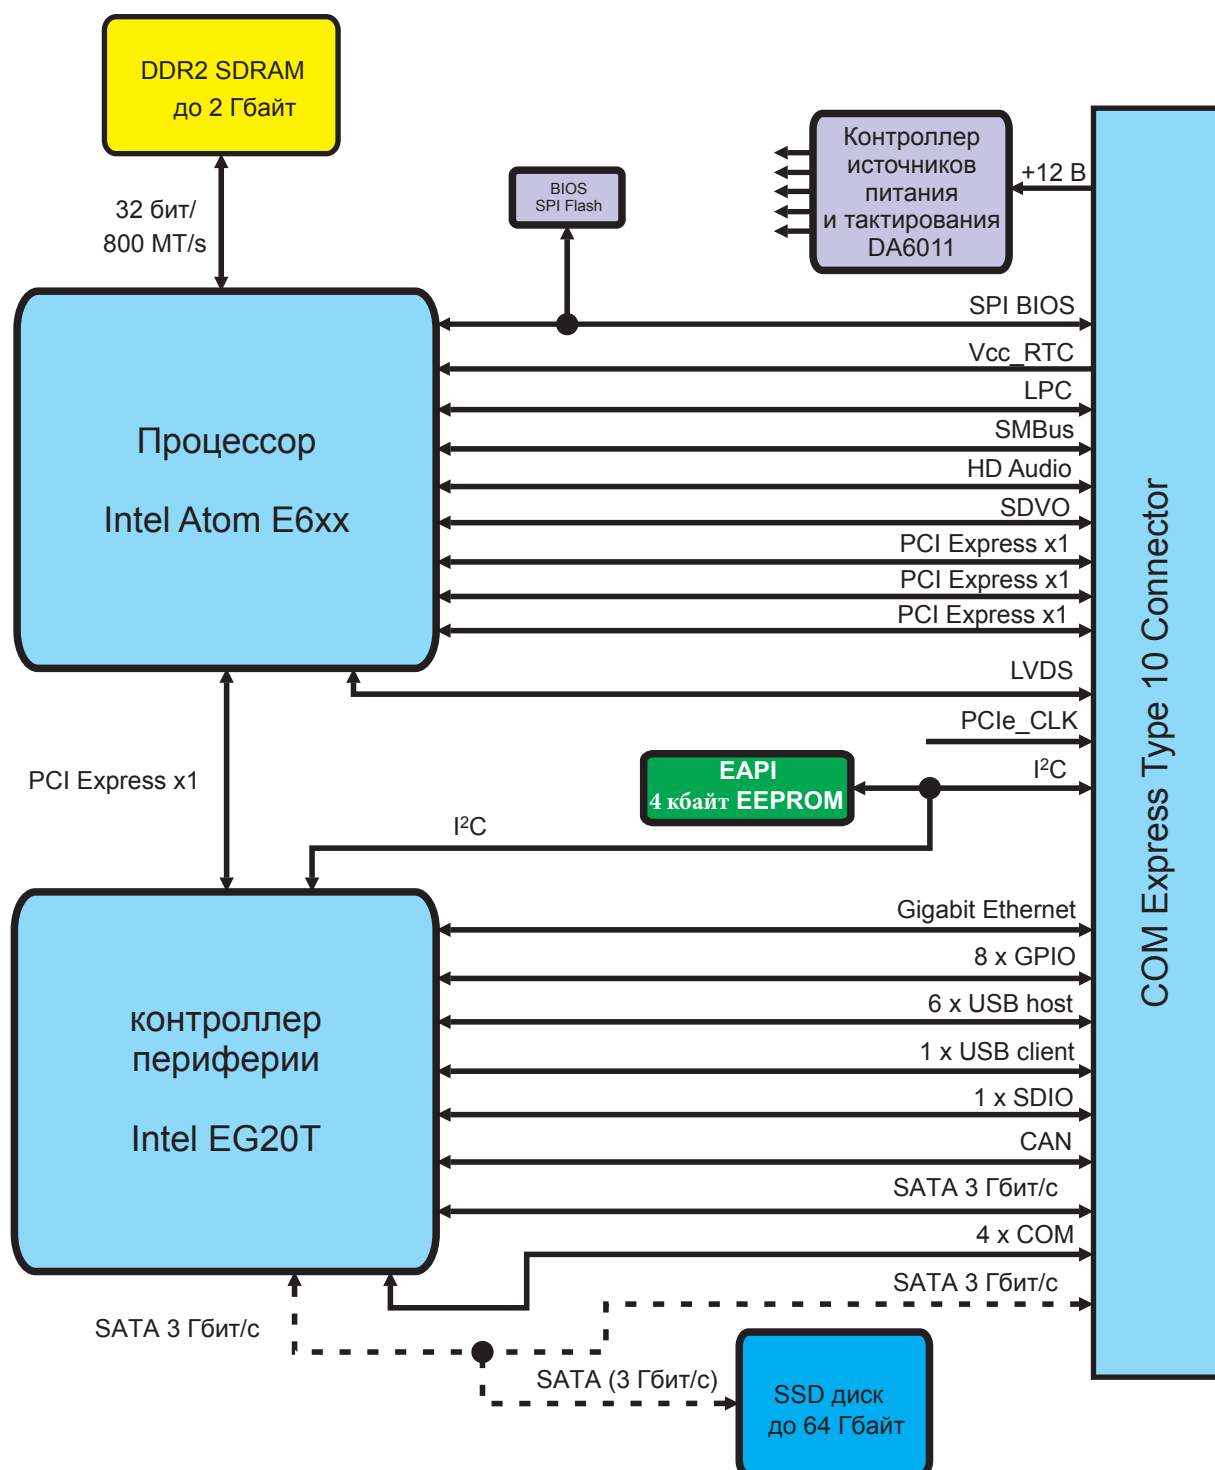 DDR2 SDRAM
до 2 Гбайт
32 бит/
800 MT/s
BIOS
SPI Flash
Контроллер
источников
питания
и тактирования
DA6011
+12 В
Процессор
Intel Atom E6xx
SPI BIOS
Vcc_RTC
LPC
SMBus
HD Audio
SDVO
PCI Express x1
PCI Express x1
PCI Express x1
LVDS
PCIe_CLK
I²C
EAPI
4 кбайт EEPROM
PCI Express x1
I²C
COM Express Type 10 Connector
контроллер
периферии
Intel EG20T
Gigabit Ethernet
8 x GPIO
6 x USB host
1 x USB client
1 x SDIO
CAN
SATA 3 Гбит/с
4 x COM
SATA 3 Гбит/с
SATA 3 Гбит/с
SATA (3 Гбит/с)
SSD диск
до 64 Гбайт